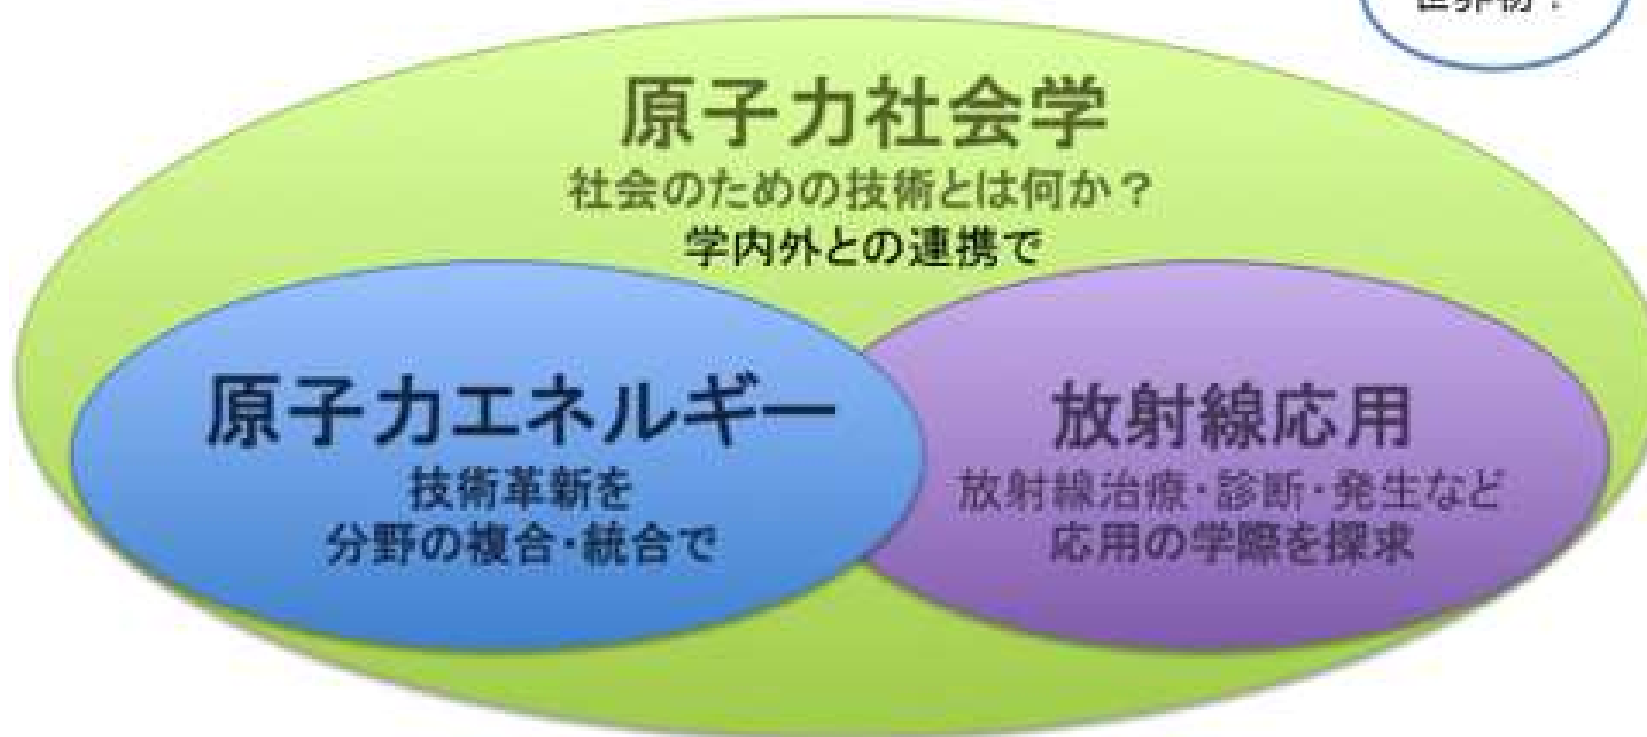 原子力社会学
社会のための技術とは何か？
学内外との連携で
原子力エネルギー
技術革新を
分野の複合・統合で
放射線応用
放射線治療・診断・発生など
応用の学際を探求